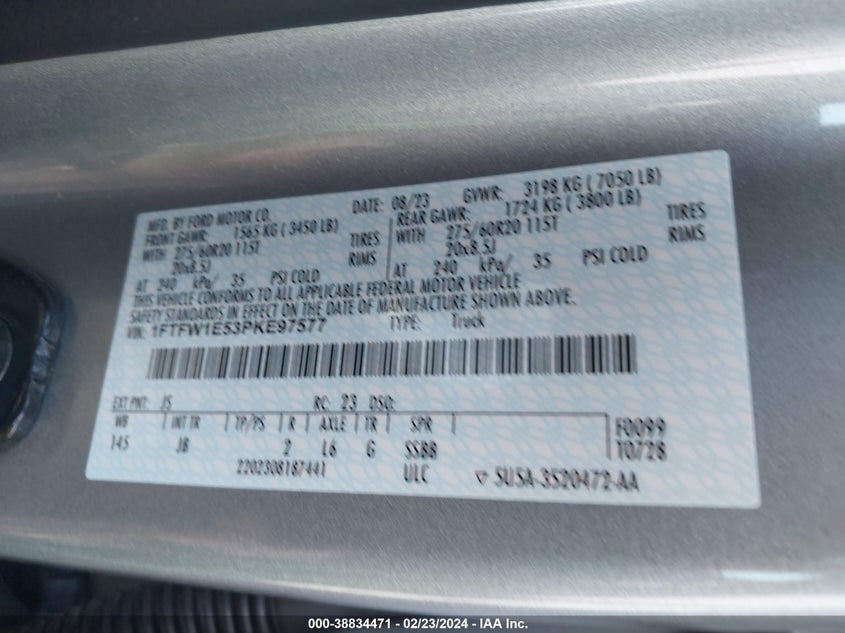 MFD. BY FORD MOTOR CO. DATE: 08/23 GVWR: 3198 KG ( 7050 LB)
FRONT GAWR: 1565 KG ( 3450 LB) REAR GAWR: 1724 KG ( 3800 LB)
WITH 275/60R20 115T TIRES WITH 275/60R20 115T TIRES
20x8.5J RIMS 20x8.5J RIMS
AT 240 kPa/ 35 PSI COLD AT 240 kPa/ 35 PSI COLD
THIS VEHICLE CONFORMS TO ALL APPLICABLE FEDERAL MOTOR VEHICLE
SAFETY STANDARDS IN EFFECT ON THE DATE OF MANUFACTURE SHOWN ABOVE.
VIN: 1FTFW1E53PKE97577 TYPE: Truck
EXT PNT: JS RC: 23 DSO:
WB INT TR TP/PS R AXLE TR SPR F0099
145 JB 2 L6 G SSBB 10728
2202308187441 ULC ▽ 5U5A-3520472-AA
000-38834471 - 02/23/2024 - IAA Inc.